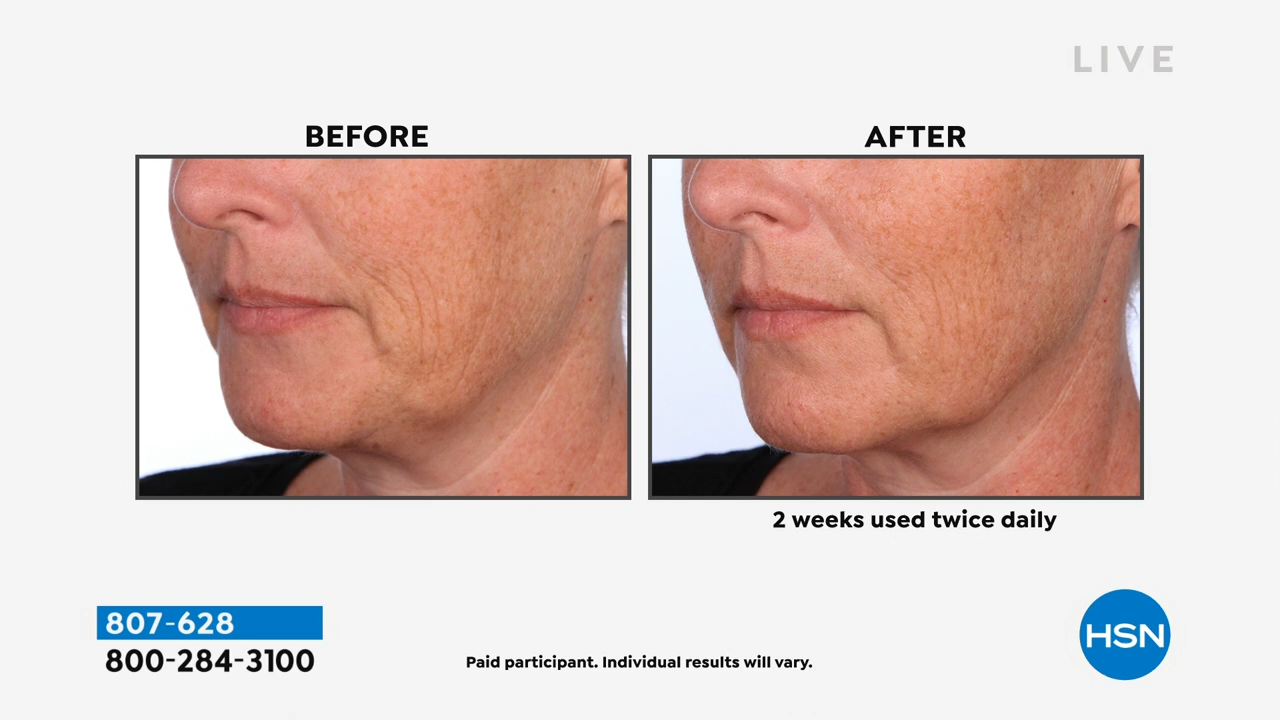 LIVE
BEFORE
AFTER
2 weeks used twice daily
807-628
800-284-3100
Paid participant. Individual results will vary.
HSN